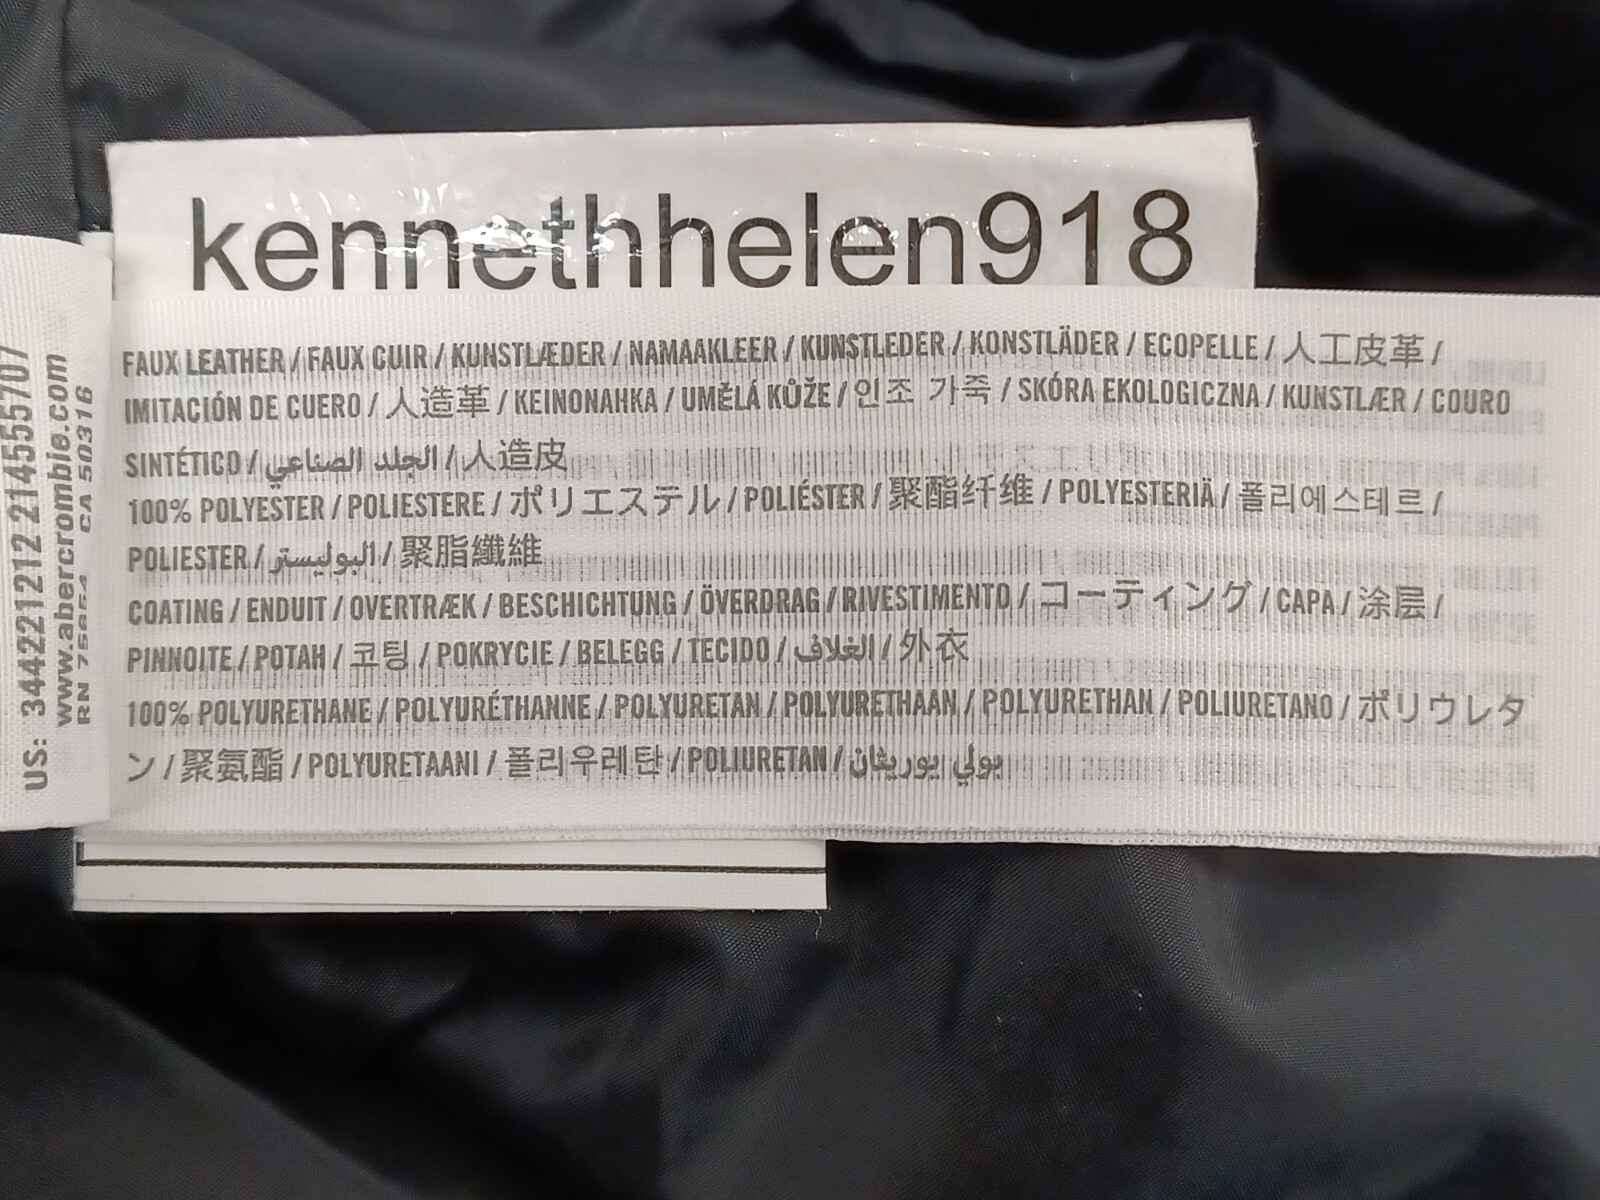 kennethhelen918
FAUX LEATHER / FAUX CUIR / KUNSTLÆDER / NAMAAKLEER / KUNSTLEDER / KONSTLÄDER / ECOPELLE / 人工皮革 /
IMITACIÓN DE CUERO / 人造革 / KEINONAHKA / UMĚLÁ KŮŽE / 인조 가죽 / SKÓRA EKOLOGICZNA / KUNSTLÆR / COURO
SINTÉTICO / الجلد الصناعي / 人造皮
100% POLYESTER / POLIESTERE / ポリエステル / POLIÉSTER / 聚酯纤维 / POLYESTERIÄ / 폴리에스테르 /
POLIESTER / البوليستر / 聚脂纖維
COATING / ENDUIT / OVERTRÆK / BESCHICHTUNG / ÖVERDRAG / RIVESTIMENTO / コーティング / CAPA / 涂层 /
PINNOITE / POTAH / 코팅 / POKRYCIE / BELEGG / TECIDO / الغلاف / 外衣
100% POLYURETHANE / POLYURÉTHANNE / POLYURETAN / POLYURETHAAN / POLYURETHAN / POLIURETANO / ポリウレタ
ン / 聚氨酯 / POLYURETAANI / 폴리우레탄 / POLIURETAN / بولي يوريثان
US: 344221212 214555707
www.abercrombie.com
RN 75654 CA 50316